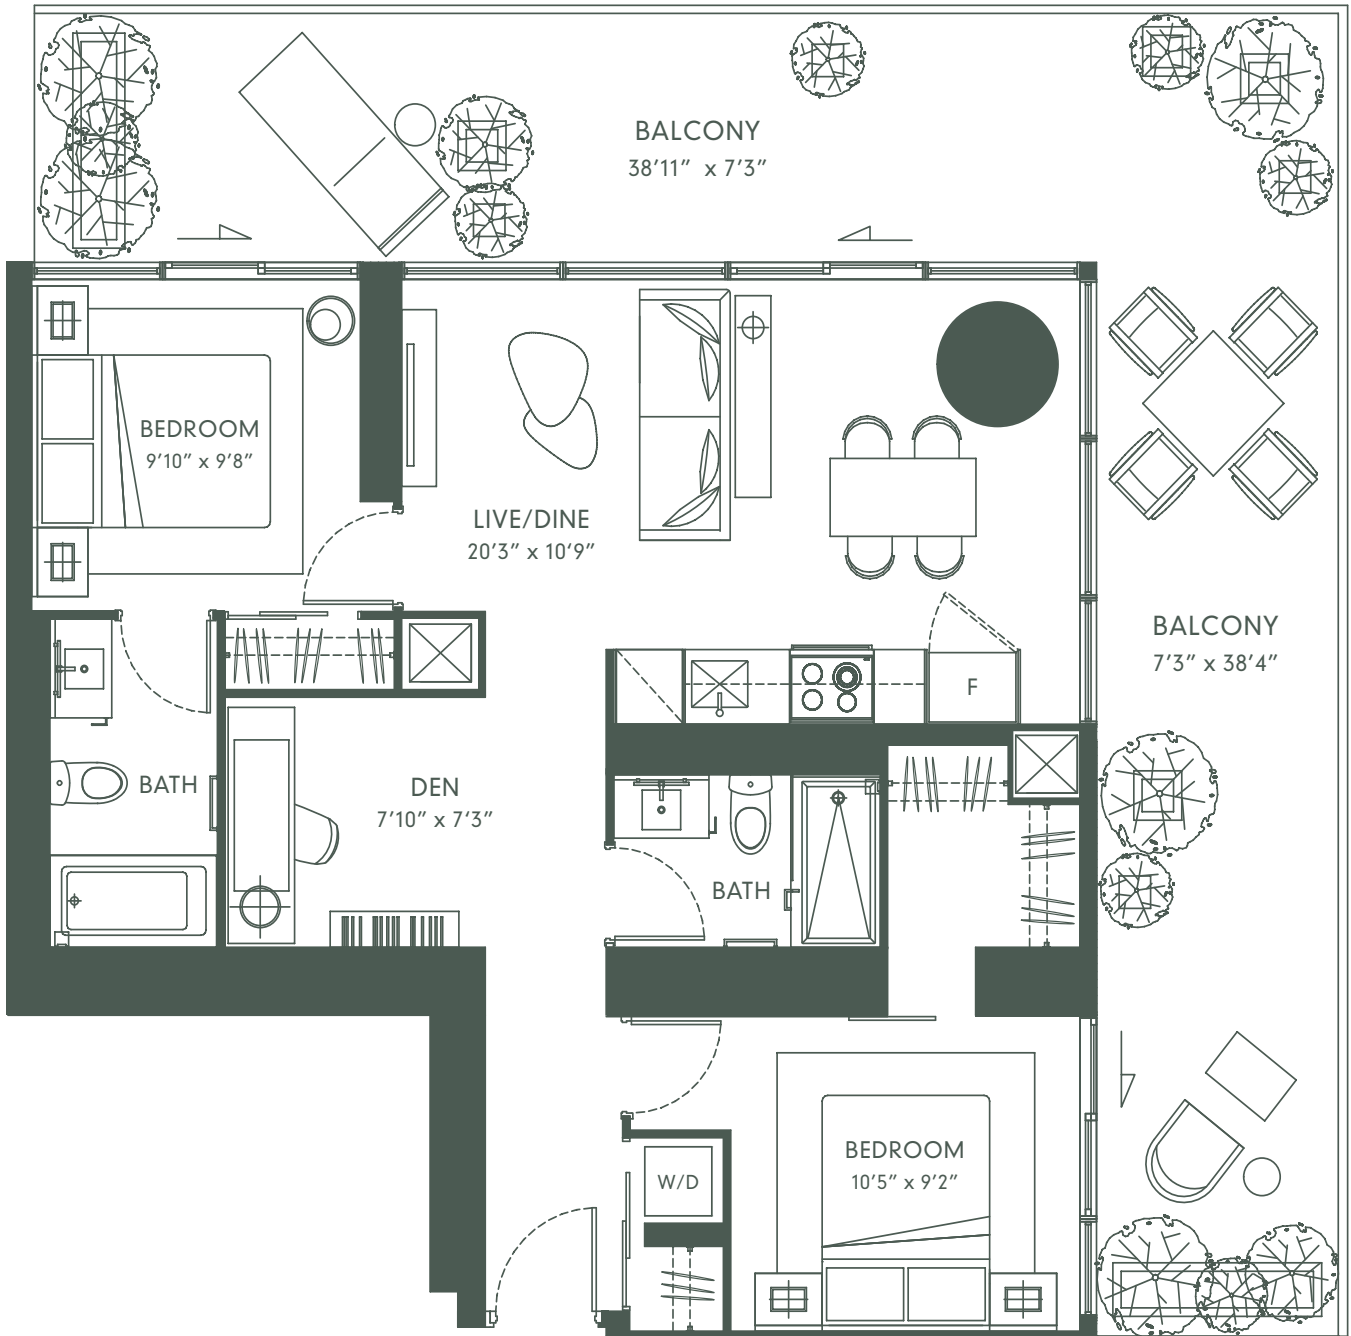 BALCONY
38’11” x 7’3”
BEDROOM
9’10” x 9’8”
LIVE/DINE
20’3” x 10’9”
BALCONY
7’3” x 38’4”
F
BATH
DEN
7’10” x 7’3”
BATH
BEDROOM
10’5” x 9’2”
W/D